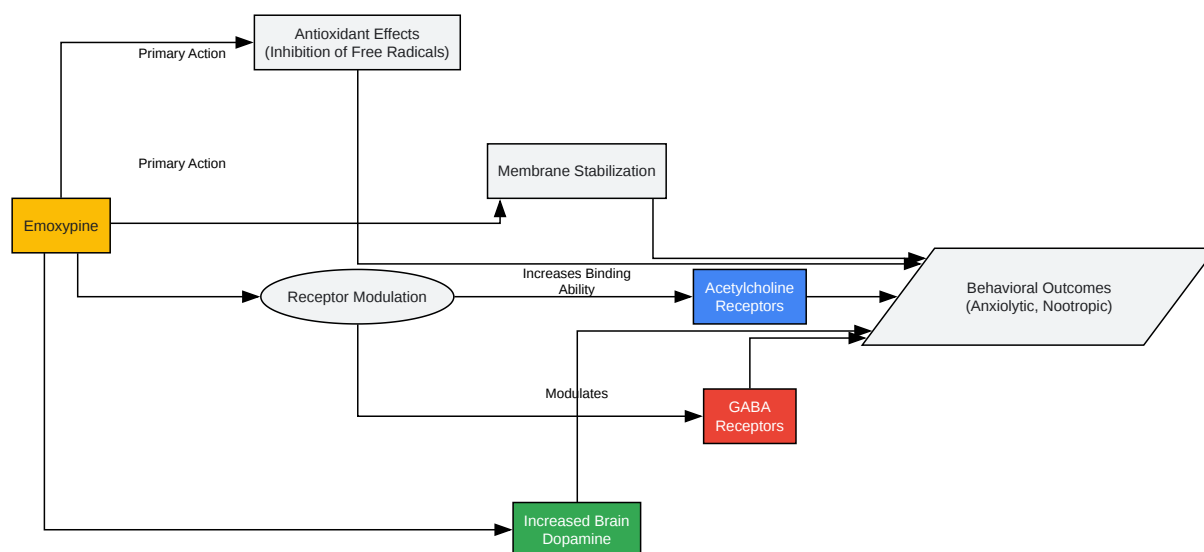 Antioxidant Effects
(Inhibition of Free Radicals)
Primary Action
Primary Action
Membrane Stabilization
Emoxypine
Increases Binding
Ability
Receptor Modulation
Acetylcholine
Receptors
Behavioral Outcomes
(Anxiolytic, Nootropic)
Modulates
GABA
Receptors
Increased Brain
Dopamine